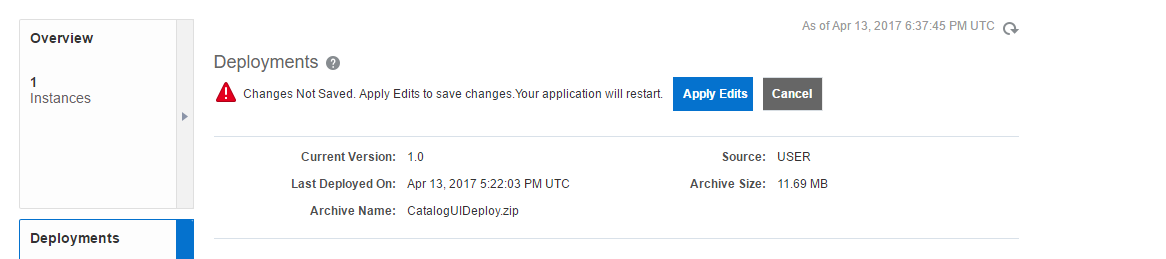 As of Apr 13, 2017 6:37:45 PM UTC
Overview
1
Instances
Deployments ?
Changes Not Saved. Apply Edits to save changes.Your application will restart. Apply Edits Cancel
Current Version: 1.0 Source: USER
Last Deployed On: Apr 13, 2017 5:22:03 PM UTC Archive Size: 11.69 MB
Archive Name: CatalogUIDeploy.zip
Deployments